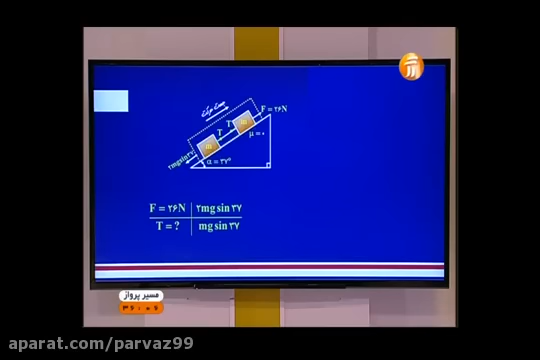 جهت حرکت
F = ۲۶N
T
T
m
m
μ = ۰
۲mgsin۳۷
α = ۳۷°
F = ۲۶N | ۲mg sin ۳۷
T = ? | mg sin ۳۷
مسیر پرواز
aparat.com/parvaz99